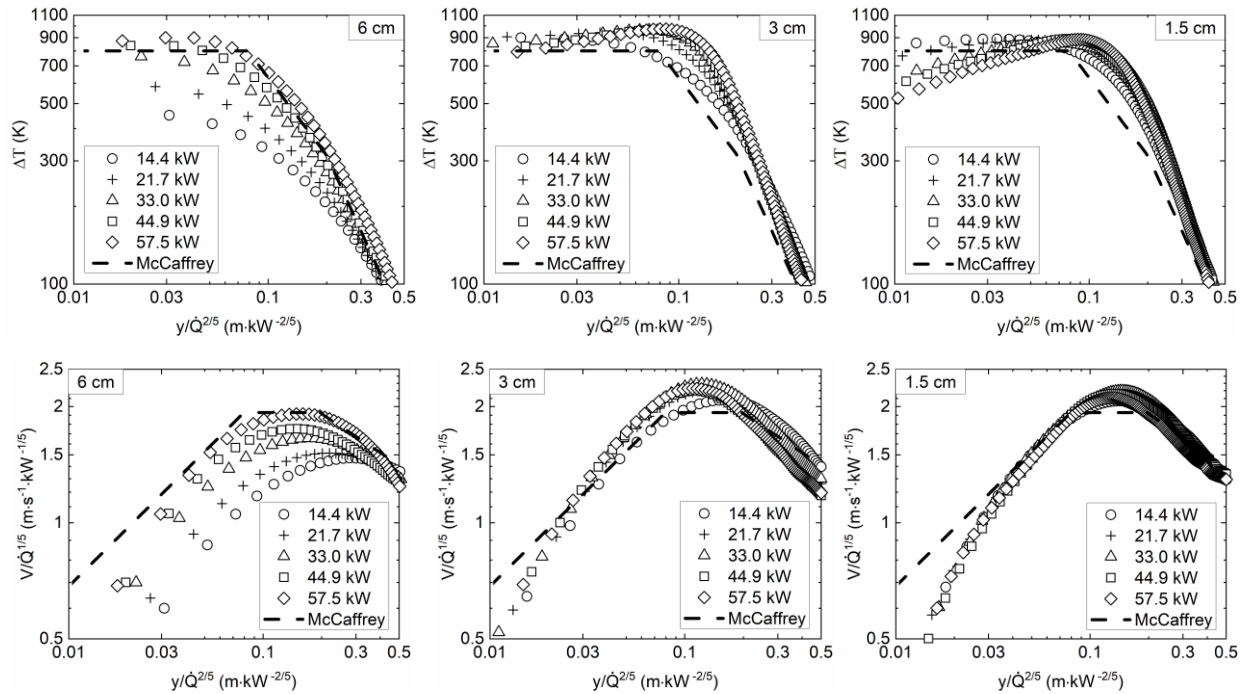 1100
900
700
500
300
100
ΔT (K)
6 cm
14.4 kW
21.7 kW
33.0 kW
44.9 kW
57.5 kW
McCaffrey
0.01 0.03 0.1 0.3 0.5
y/Q̇^2/5 (m·kW^-2/5)
1100
900
700
500
300
100
ΔT (K)
3 cm
14.4 kW
21.7 kW
33.0 kW
44.9 kW
57.5 kW
McCaffrey
0.01 0.03 0.1 0.3 0.5
y/Q̇^2/5 (m·kW^-2/5)
1100
900
700
500
300
100
ΔT (K)
1.5 cm
14.4 kW
21.7 kW
33.0 kW
44.9 kW
57.5 kW
McCaffrey
0.01 0.03 0.1 0.3 0.5
y/Q̇^2/5 (m·kW^-2/5)
2.5
2
1.5
1
0.5
V/Q̇^1/5 (m·s^-1·kW^-1/5)
6 cm
14.4 kW
21.7 kW
33.0 kW
44.9 kW
57.5 kW
McCaffrey
0.01 0.03 0.1 0.3 0.5
y/Q̇^2/5 (m·kW^-2/5)
2.5
2
1.5
1
0.5
V/Q̇^1/5 (m·s^-1·kW^-1/5)
3 cm
14.4 kW
21.7 kW
33.0 kW
44.9 kW
57.5 kW
McCaffrey
0.01 0.03 0.1 0.3 0.5
y/Q̇^2/5 (m·kW^-2/5)
2.5
2
1.5
1
0.5
V/Q̇^1/5 (m·s^-1·kW^-1/5)
1.5 cm
14.4 kW
21.7 kW
33.0 kW
44.9 kW
57.5 kW
McCaffrey
0.01 0.03 0.1 0.3 0.5
y/Q̇^2/5 (m·kW^-2/5)